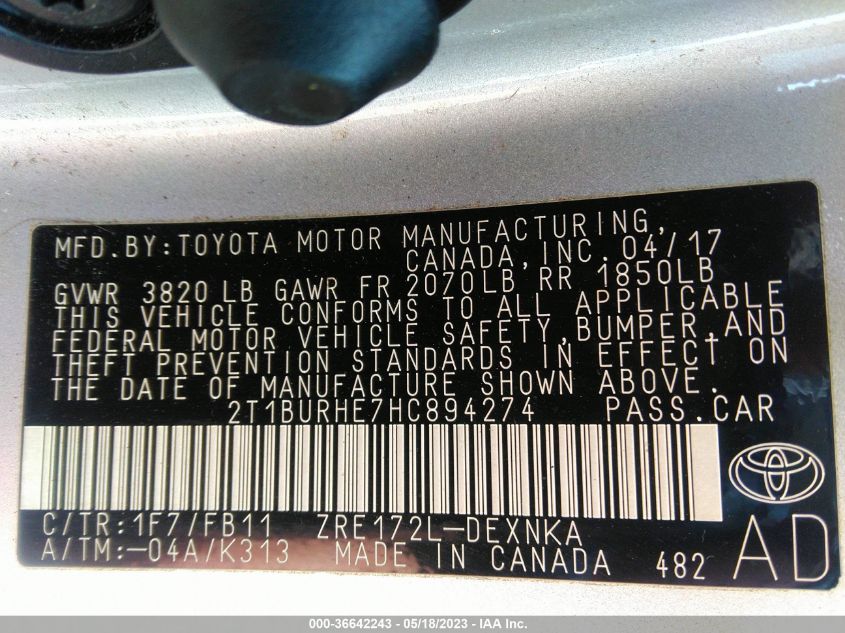 MFD.BY:TOYOTA MOTOR MANUFACTURING,
CANADA,INC. 04/17
GVWR 3820 LB GAWR FR 2070LB RR 1850LB
THIS VEHICLE CONFORMS TO ALL APPLICABLE
FEDERAL MOTOR VEHICLE SAFETY,BUMPER,AND
THEFT PREVENTION STANDARDS IN EFFECT ON
THE DATE OF MANUFACTURE SHOWN ABOVE.
2T1BURHE7HC894274 PASS.CAR
C/TR:1F7/FB11 ZRE172L-DEXNKA
A/TM:-04A/K313 MADE IN CANADA 482
AD
000-36642243 - 05/18/2023 - IAA Inc.